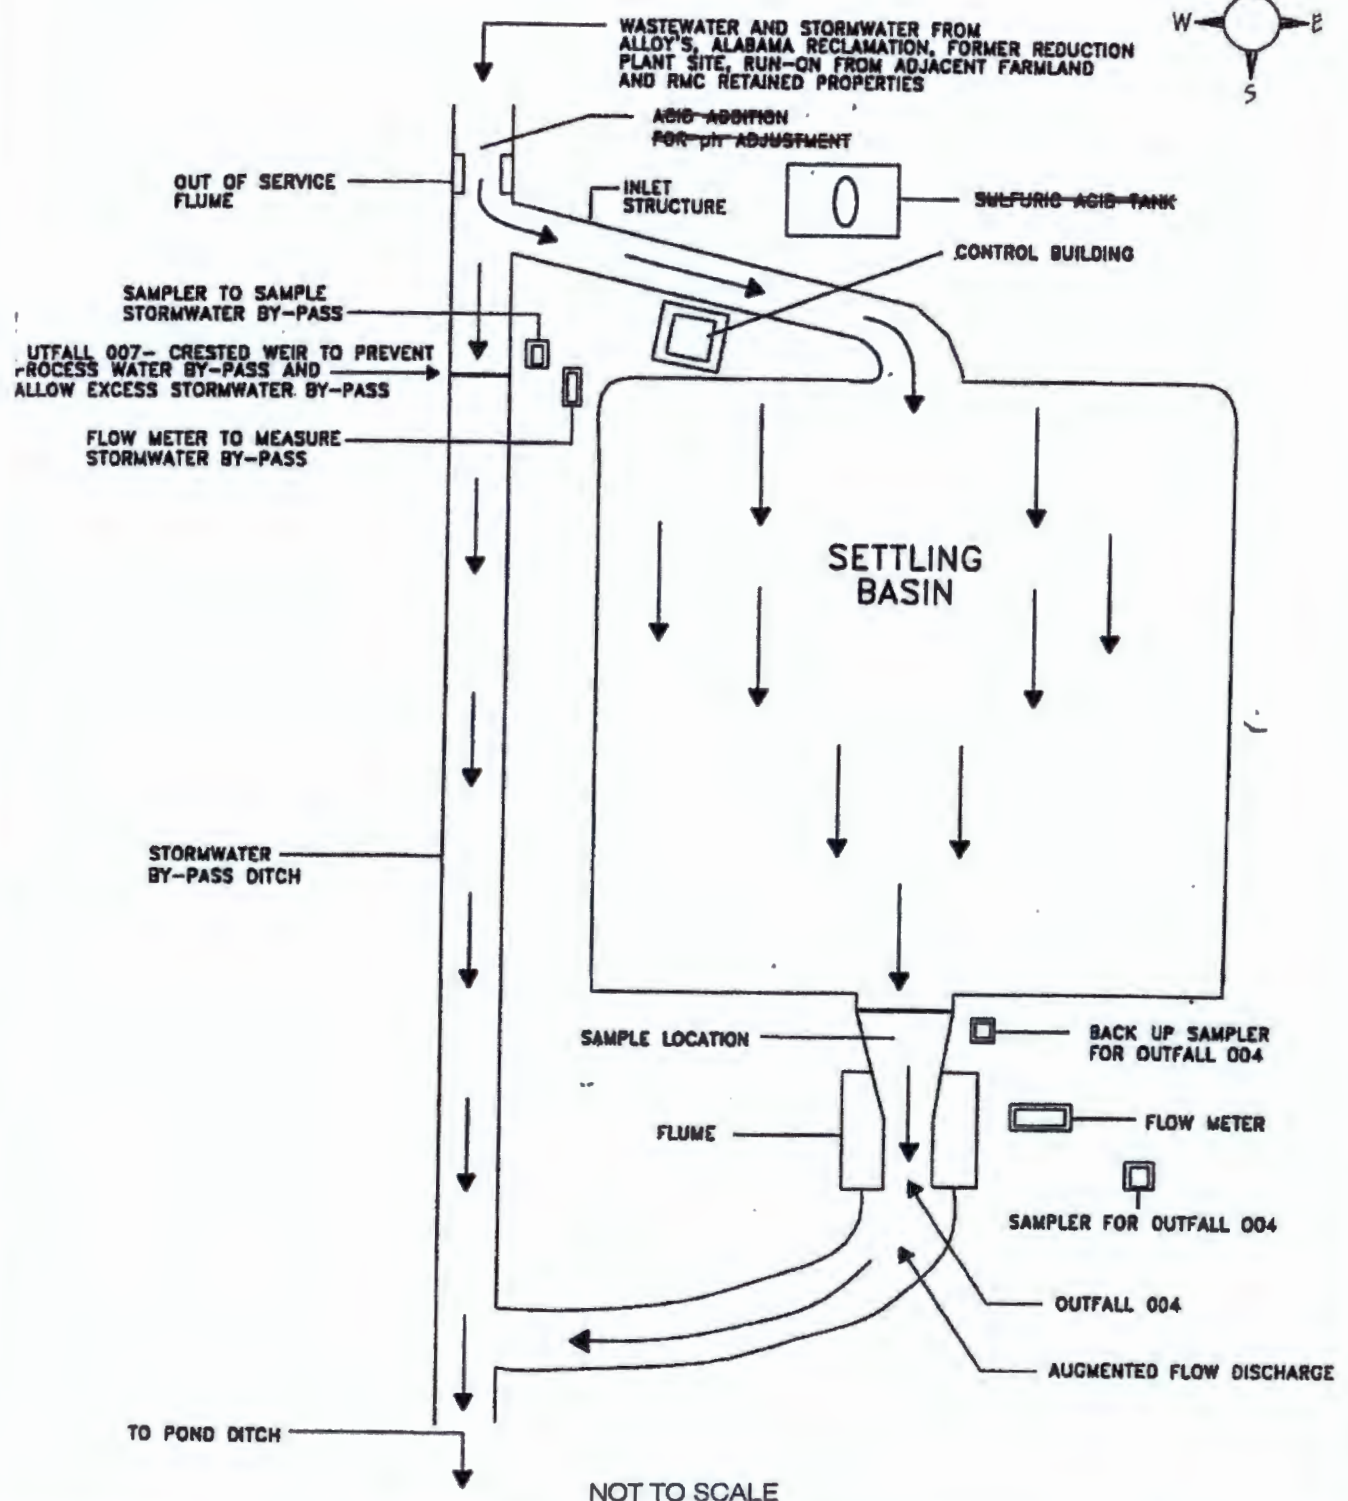 WASTEWATER AND STORMWATER FROM
ALLOY'S, ALABAMA RECLAMATION, FORMER REDUCTION
PLANT SITE, RUN-ON FROM ADJACENT FARMLAND
AND RMC RETAINED PROPERTIES
W
E
S
ACID ADDITION
FOR ph ADJUSTMENT
OUT OF SERVICE
FLUME
INLET
STRUCTURE
SULFURIC ACID TANK
CONTROL BUILDING
SAMPLER TO SAMPLE
STORMWATER BY-PASS
UTFALL 007- CRESTED WEIR TO PREVENT
ROCESS WATER BY-PASS AND
ALLOW EXCESS STORMWATER BY-PASS
FLOW METER TO MEASURE
STORMWATER BY-PASS
SETTLING
BASIN
STORMWATER
BY-PASS DITCH
SAMPLE LOCATION
BACK UP SAMPLER
FOR OUTFALL 004
FLUME
FLOW METER
SAMPLER FOR OUTFALL 004
OUTFALL 004
AUGMENTED FLOW DISCHARGE
TO POND DITCH
NOT TO SCALE